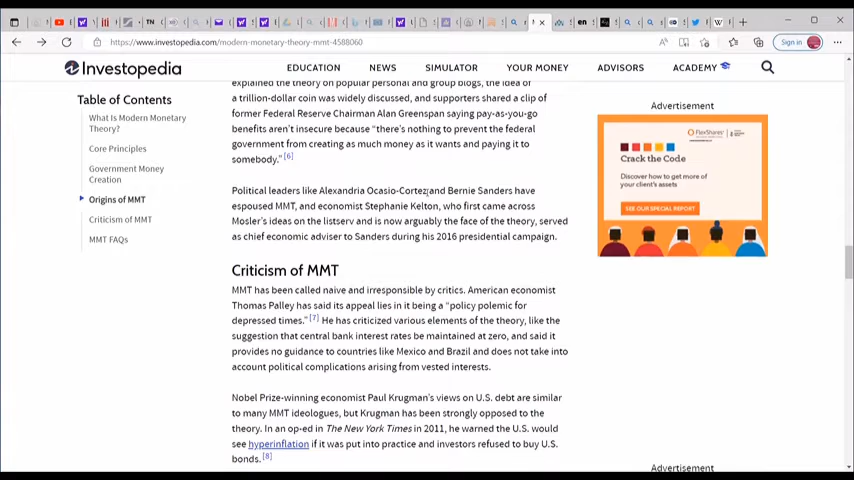 https://www.investopedia.com/modern-monetary-theory-mmt-4588060
Sign in
Investopedia
EDUCATION
NEWS
SIMULATOR
YOUR MONEY
ADVISORS
ACADEMY
Table of Contents
What Is Modern Monetary
Theory?
Core Principles
Government Money
Creation
Origins of MMT
Criticism of MMT
MMT FAQs
explained the theory on popular personal and group blogs, the idea of
a trillion-dollar coin was widely discussed, and supporters shared a clip of
former Federal Reserve Chairman Alan Greenspan saying pay-as-you-go
benefits aren't insecure because “there's nothing to prevent the federal
government from creating as much money as it wants and paying it to
somebody.” [6]
Political leaders like Alexandria Ocasio-Cortez and Bernie Sanders have
espoused MMT, and economist Stephanie Kelton, who first came across
Mosler's ideas on the listserv and is now arguably the face of the theory, served
as chief economic adviser to Sanders during his 2016 presidential campaign.
Criticism of MMT
MMT has been called naive and irresponsible by critics. American economist
Thomas Palley has said its appeal lies in it being a “policy polemic for
depressed times.” [7] He has criticized various elements of the theory, like the
suggestion that central bank interest rates be maintained at zero, and said it
provides no guidance to countries like Mexico and Brazil and does not take into
account political complications arising from vested interests.
Nobel Prize-winning economist Paul Krugman's views on U.S. debt are similar
to many MMT ideologues, but Krugman has been strongly opposed to the
theory. In an op-ed in The New York Times in 2011, he warned the U.S. would
see hyperinflation if it was put into practice and investors refused to buy U.S.
bonds. [8]
Advertisement
FlexShares
Crack the Code
Discover how to get more of
your client's assets
SEE OUR SPECIAL REPORT
Advertisement